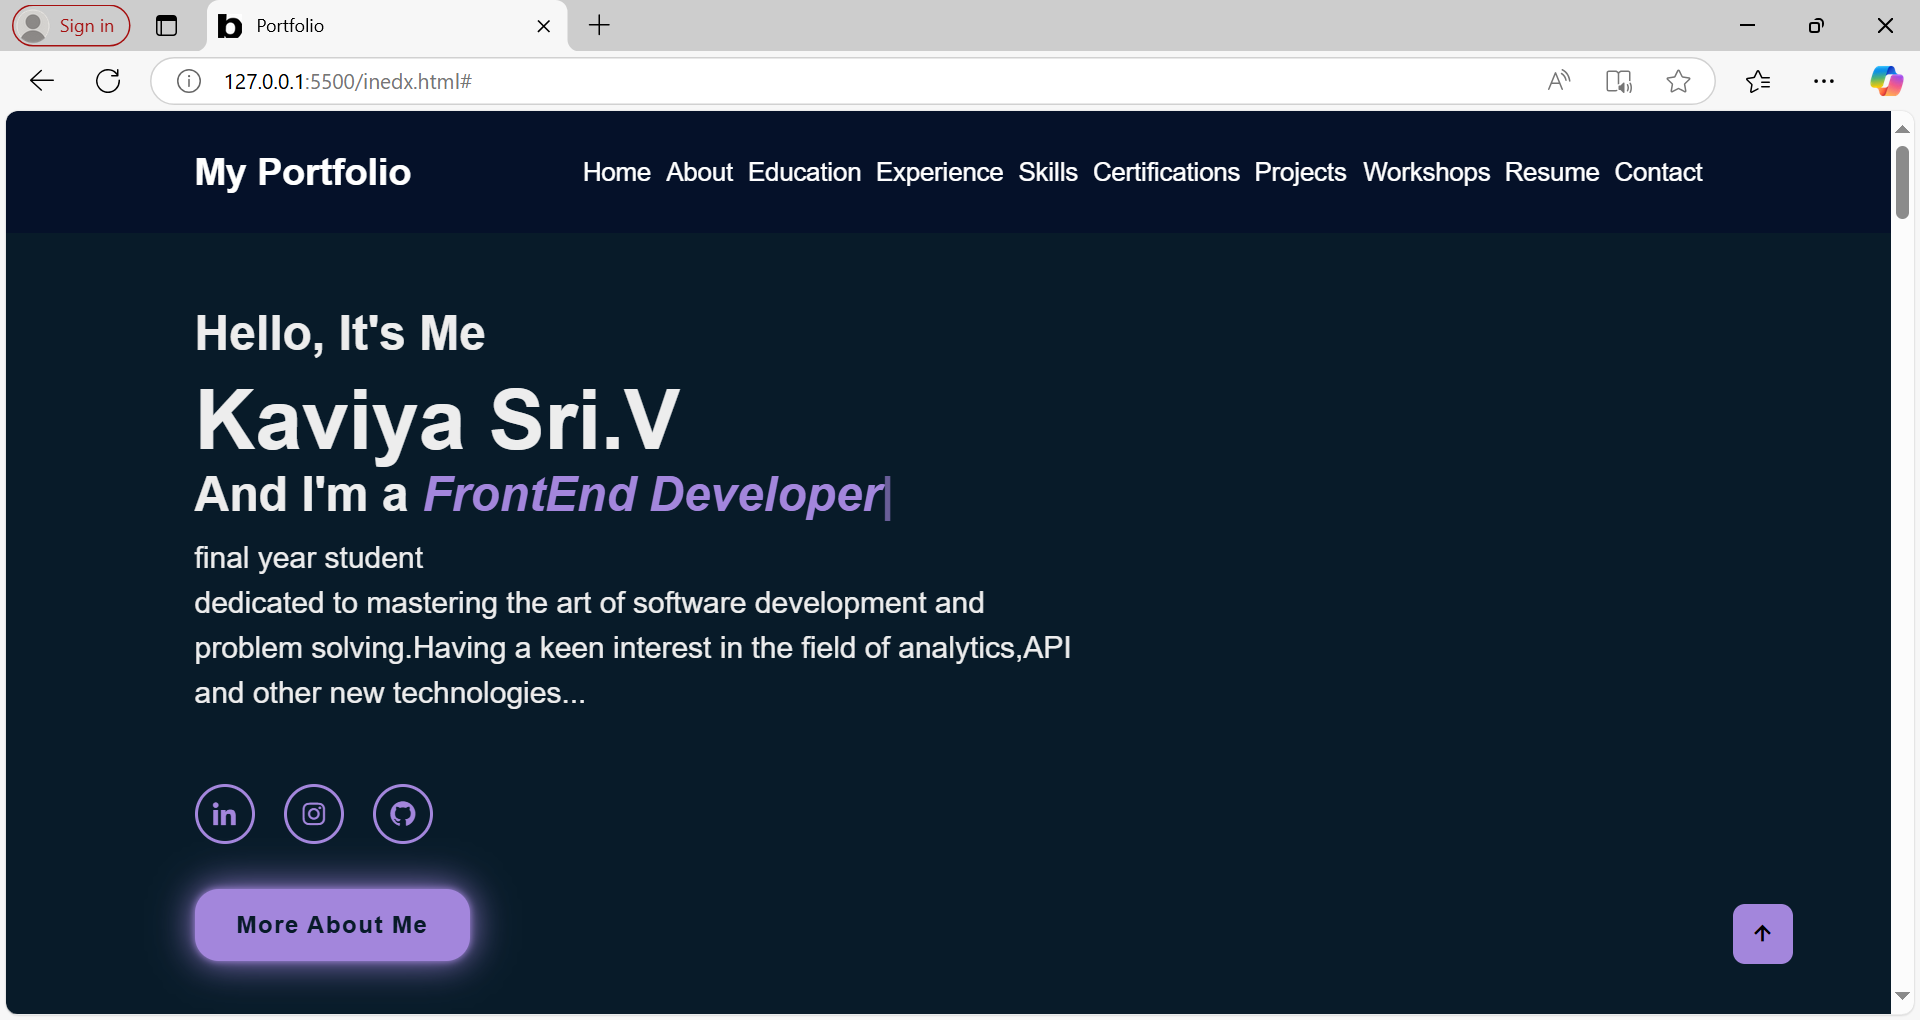 Sign in
Portfolio
127.0.0.1:5500/inedx.html#
My Portfolio
Home About Education Experience Skills Certifications Projects Workshops Resume Contact
Hello, It's Me
Kaviya Sri.V
And I'm a FrontEnd Developer
final year student
dedicated to mastering the art of software development and
problem solving.Having a keen interest in the field of analytics,API
and other new technologies...
More About Me